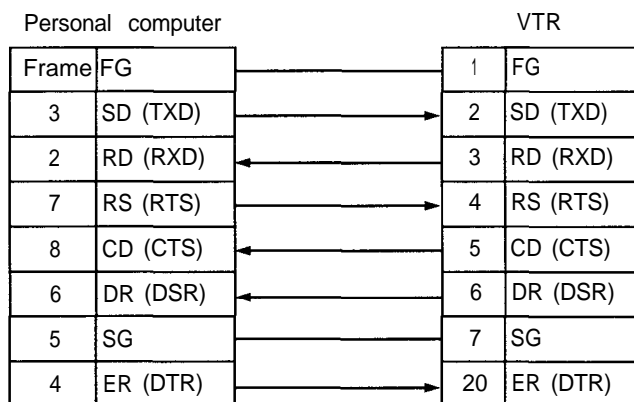 Personal computer VTR
Frame FG 1 FG
3 SD (TXD) 2 SD (TXD)
2 RD (RXD) 3 RD (RXD)
7 RS (RTS) 4 RS (RTS)
8 CD (CTS) 5 CD (CTS)
6 DR (DSR) 6 DR (DSR)
5 SG 7 SG
4 ER (DTR) 20 ER (DTR)